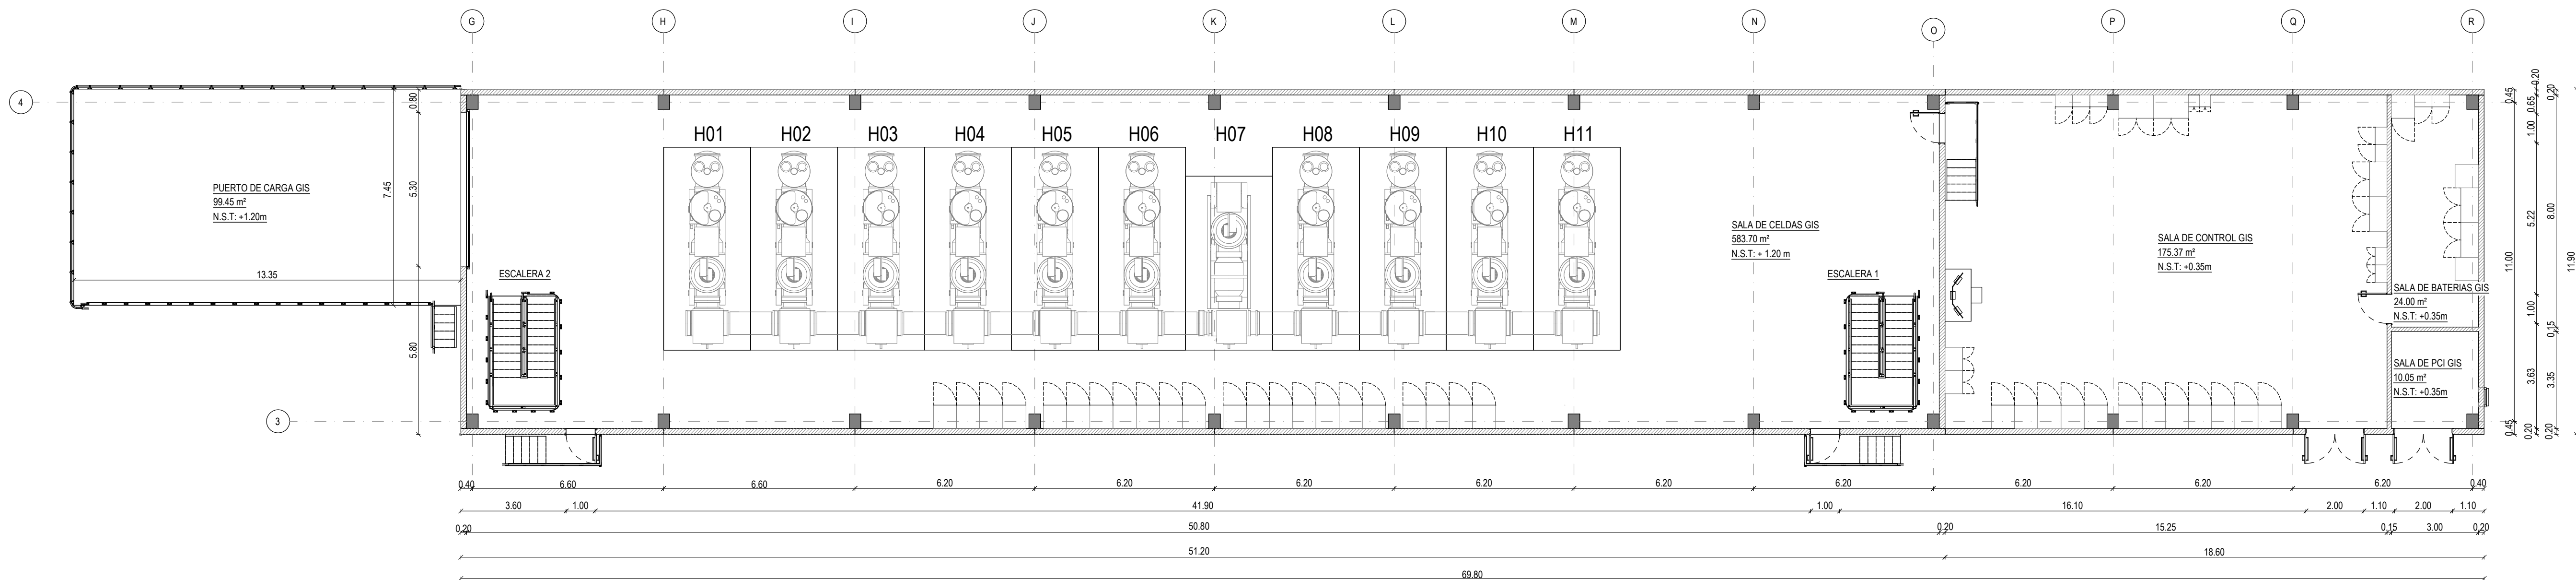 G H I J K L M N O P Q R
4
3
H01 H02 H03 H04 H05 H06 H07 H08 H09 H10 H11
PUERTO DE CARGA GIS
99.45 m²
N.S.T: +1.20m
13.35
7.45
0.80
5.30
5.80
ESCALERA 2
SALA DE CELDAS GIS
583.70 m²
N.S.T: + 1.20 m
ESCALERA 1
SALA DE CONTROL GIS
175.37 m²
N.S.T: +0.35m
SALA DE BATERIAS GIS
24.00 m²
N.S.T: +0.35m
SALA DE PCI GIS
10.05 m²
N.S.T: +0.35m
0.45
11.00
0.45
0.20
0.65
1.00
5.22
1.00
3.63
0.20
0.20
8.00
0.15
3.35
0.20
11.90
0.40 6.60 6.60 6.20 6.20 6.20 6.20 6.20 6.20 6.20 6.20 6.20 0.40
3.60 1.00 41.90 1.00 16.10 2.00 1.10 2.00 1.10
0.20 50.80 0.20 15.25 0.15 3.00 0.20
51.20 18.60
69.80